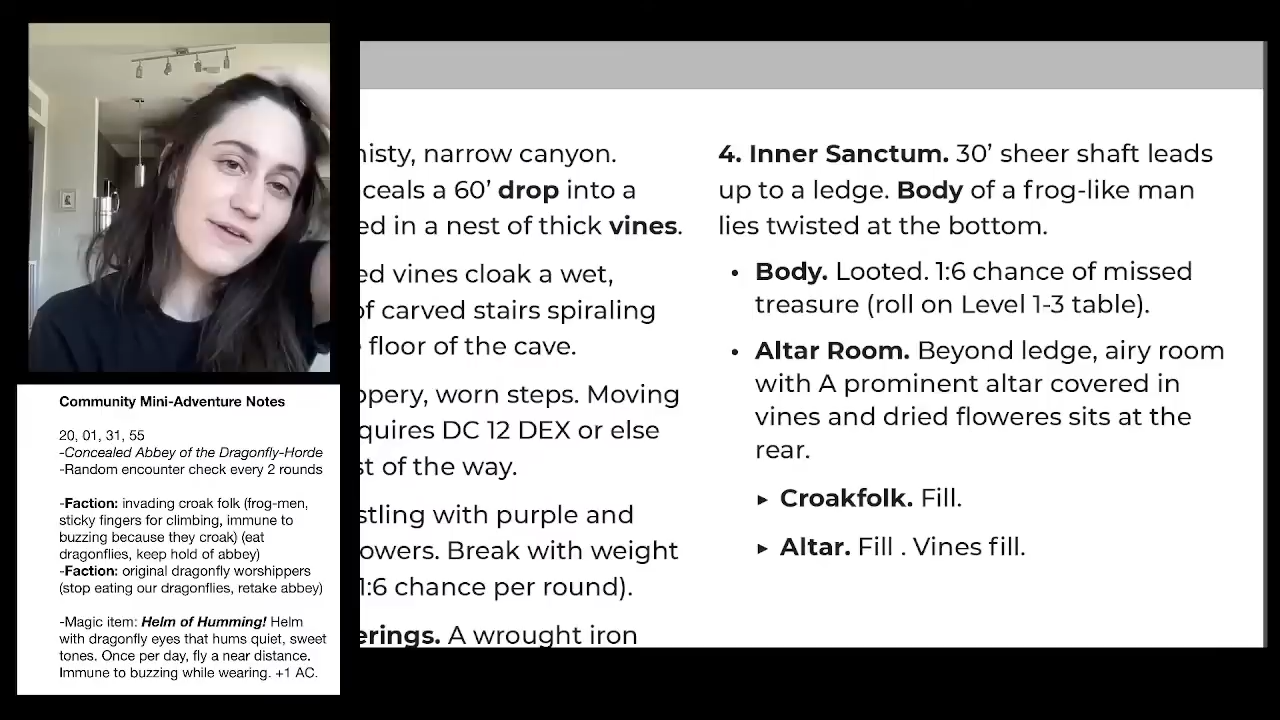 Community Mini-Adventure Notes
20, 01, 31, 55
-Concealed Abbey of the Dragonfly-Horde
-Random encounter check every 2 rounds
-Faction: invading croak folk (frog-men,
sticky fingers for climbing, immune to
buzzing because they croak) (eat
dragonflies, keep hold of abbey)
-Faction: original dragonfly worshippers
(stop eating our dragonflies, retake abbey)
-Magic item: Helm of Humming! Helm
with dragonfly eyes that hums quiet, sweet
tones. Once per day, fly a near distance.
Immune to buzzing while wearing. +1 AC.
narrow canyon.
ceals a 60’ drop into a
ed in a nest of thick vines.
ed vines cloak a wet,
of carved stairs spiraling
floor of the cave.
ppery, worn steps. Moving
quires DC 12 DEX or else
st of the way.
stling with purple and
owers. Break with weight
1:6 chance per round).
erings. A wrought iron
4. Inner Sanctum. 30’ sheer shaft leads
up to a ledge. Body of a frog-like man
lies twisted at the bottom.
• Body. Looted. 1:6 chance of missed
treasure (roll on Level 1-3 table).
• Altar Room. Beyond ledge, airy room
with A prominent altar covered in
vines and dried floweres sits at the
rear.
▸ Croakfolk. Fill.
▸ Altar. Fill . Vines fill.